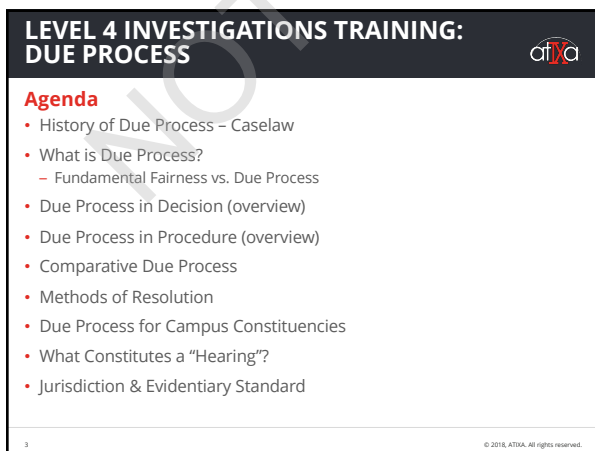 LEVEL 4 INVESTIGATIONS TRAINING:
DUE PROCESS
atIXa
Agenda
• History of Due Process – Caselaw
• What is Due Process?
– Fundamental Fairness vs. Due Process
• Due Process in Decision (overview)
• Due Process in Procedure (overview)
• Comparative Due Process
• Methods of Resolution
• Due Process for Campus Constituencies
• What Constitutes a “Hearing”?
• Jurisdiction & Evidentiary Standard
NOT
3
© 2018, ATIXA. All rights reserved.